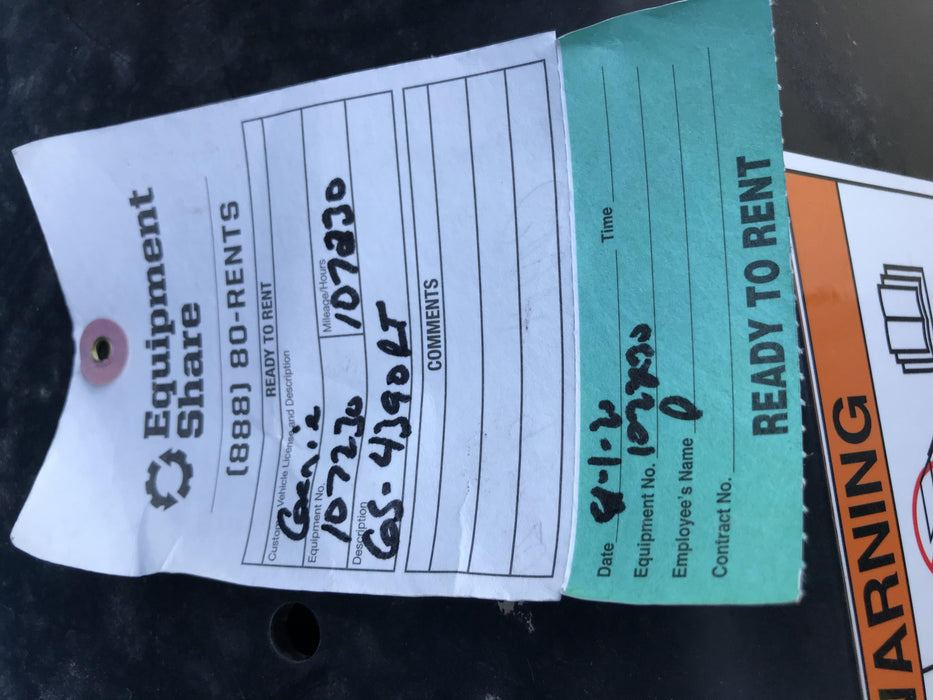 Equipment
Share
(888) 80-RENTS
READY TO RENT
Customer Vehicle License and Description
Genie
Equipment No.
Mileage/Hours
107230
107230
Description
GS-4390RT
COMMENTS
Date
Time
Equipment No. 107230
Employee's Name
Contract No.
READY TO RENT
WARNING